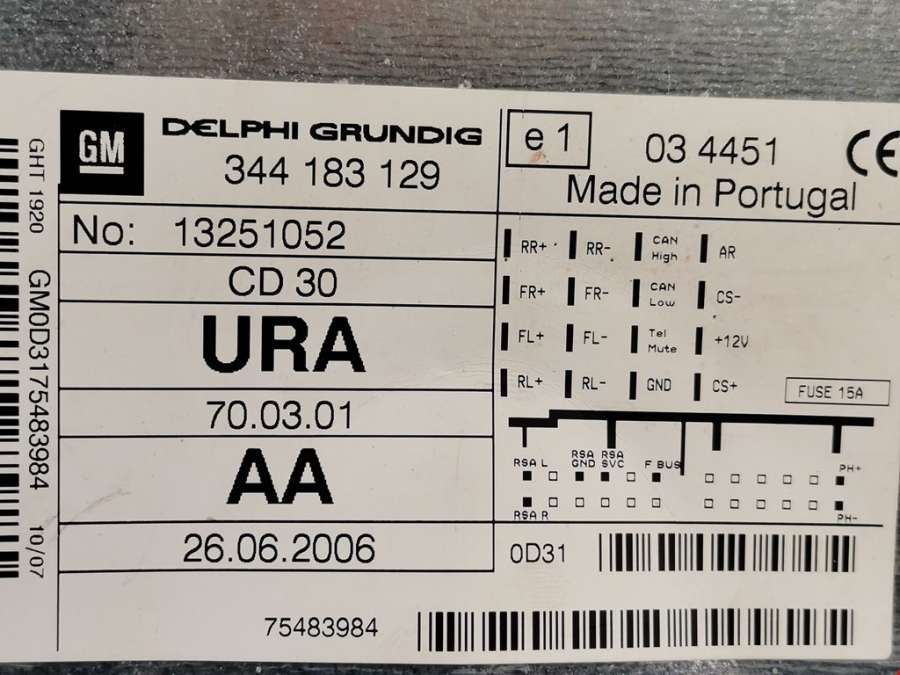 GM
DELPHI GRUNDIG
344 183 129
No: 13251052
CD 30
URA
70.03.01
AA
26.06.2006
75483984
e 1
03 4451
CE
Made in Portugal
RR+ RR- CAN High AR
FR+ FR- CAN Low CS-
FL+ FL- Tel Mute +12V
RL+ RL- GND CS+
FUSE 15A
RSA L RSA GND RSA SVC F BUS PH+
RSA R PH-
0D31
GHT 1920 GM0D3175483984 10/07